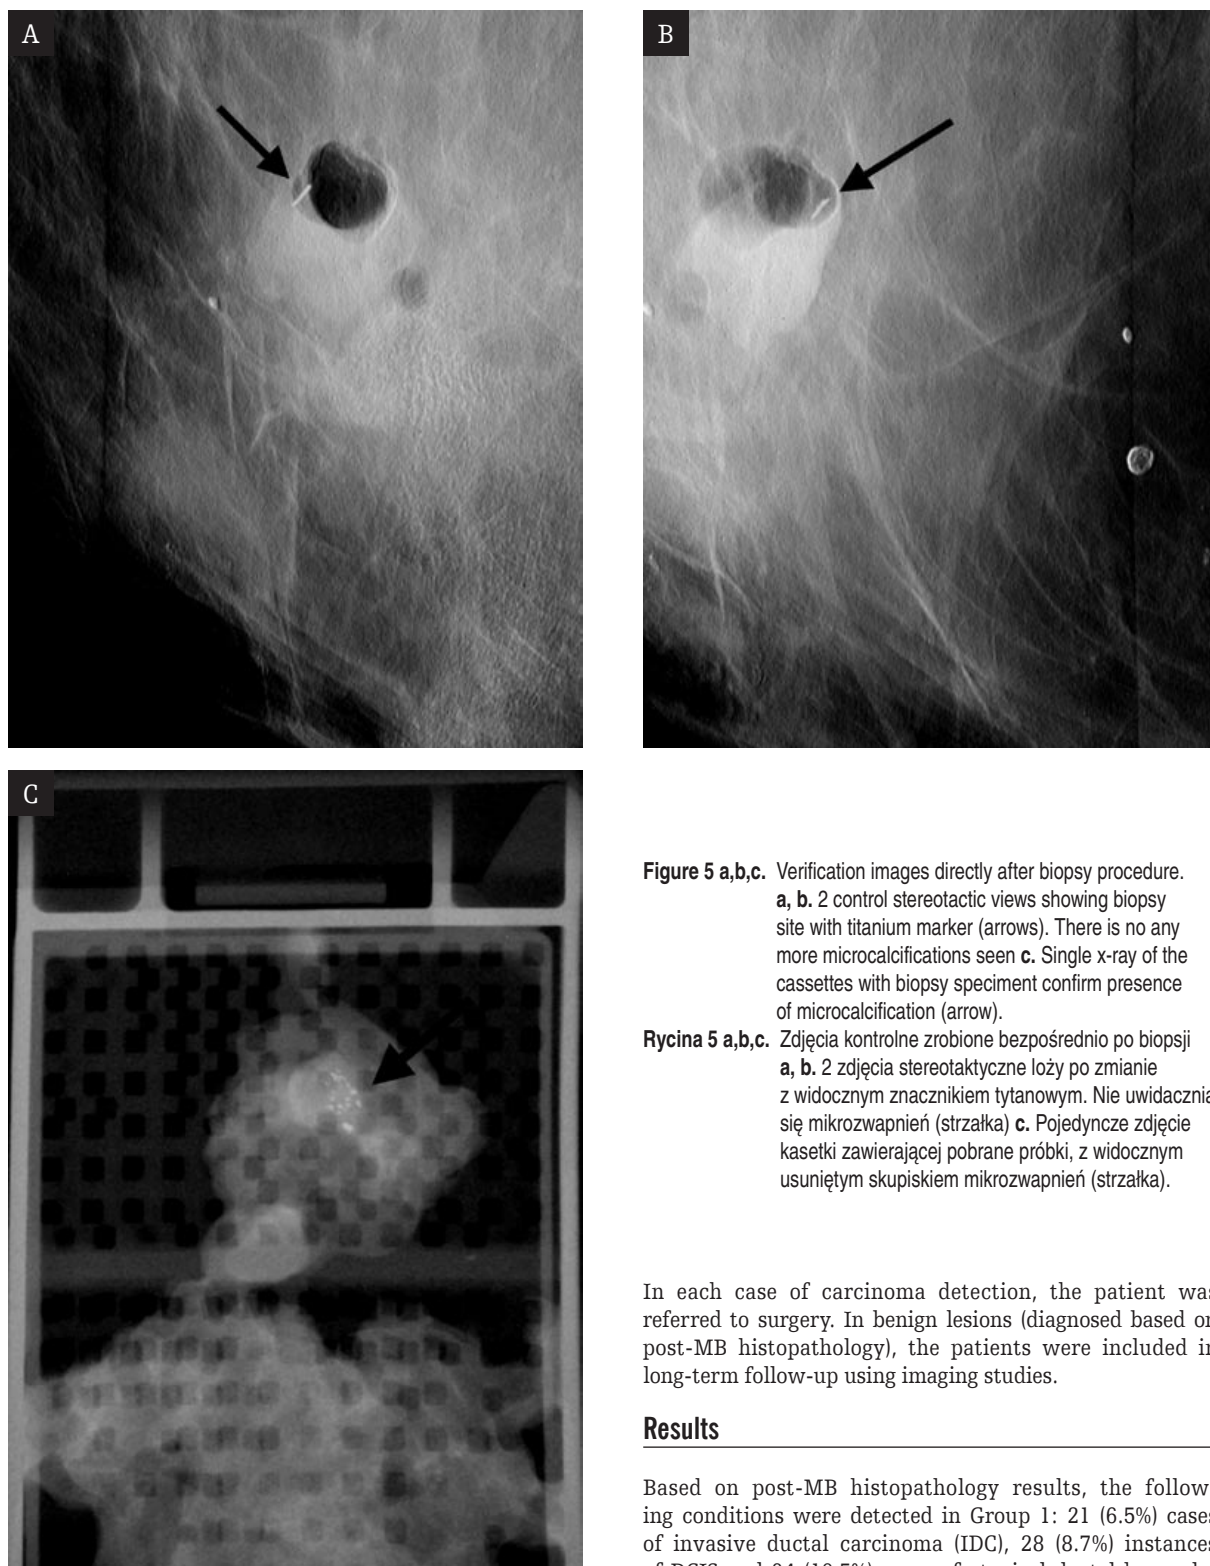 A
B
C
Figure 5 a,b,c. Verification images directly after biopsy procedure.
a, b. 2 control stereotactic views showing biopsy
site with titanium marker (arrows). There is no any
more microcalcifications seen c. Single x-ray of the
cassettes with biopsy speciment confirm presence
of microcalcification (arrow).
Rycina 5 a,b,c. Zdjęcia kontrolne zrobione bezpośrednio po biopsji
a, b. 2 zdjęcia stereotaktyczne loży po zmianie
z widocznym znacznikiem tytanowym. Nie uwidacznia
się mikrozwapnień (strzałka) c. Pojedyncze zdjęcie
kasetki zawierającej pobrane próbki, z widocznym
usuniętym skupiskiem mikrozwapnień (strzałka).
In each case of carcinoma detection, the patient was
referred to surgery. In benign lesions (diagnosed based on
post-MB histopathology), the patients were included in
long-term follow-up using imaging studies.
Results
Based on post-MB histopathology results, the follow
ing conditions were detected in Group 1: 21 (6.5%) cases
of invasive ductal carcinoma (IDC), 28 (8.7%) instances